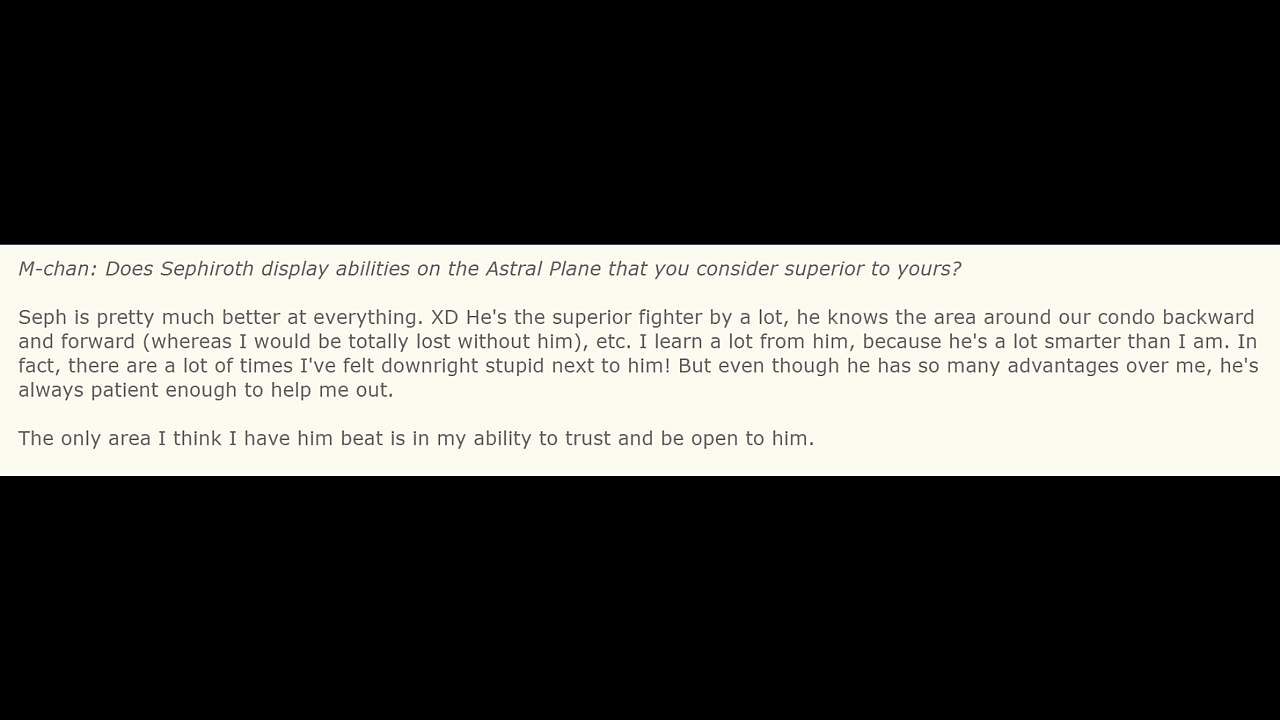 M-chan: Does Sephiroth display abilities on the Astral Plane that you consider superior to yours?
Seph is pretty much better at everything. XD He's the superior fighter by a lot, he knows the area around our condo backward
and forward (whereas I would be totally lost without him), etc. I learn a lot from him, because he's a lot smarter than I am. In
fact, there are a lot of times I've felt downright stupid next to him! But even though he has so many advantages over me, he's
always patient enough to help me out.
The only area I think I have him beat is in my ability to trust and be open to him.